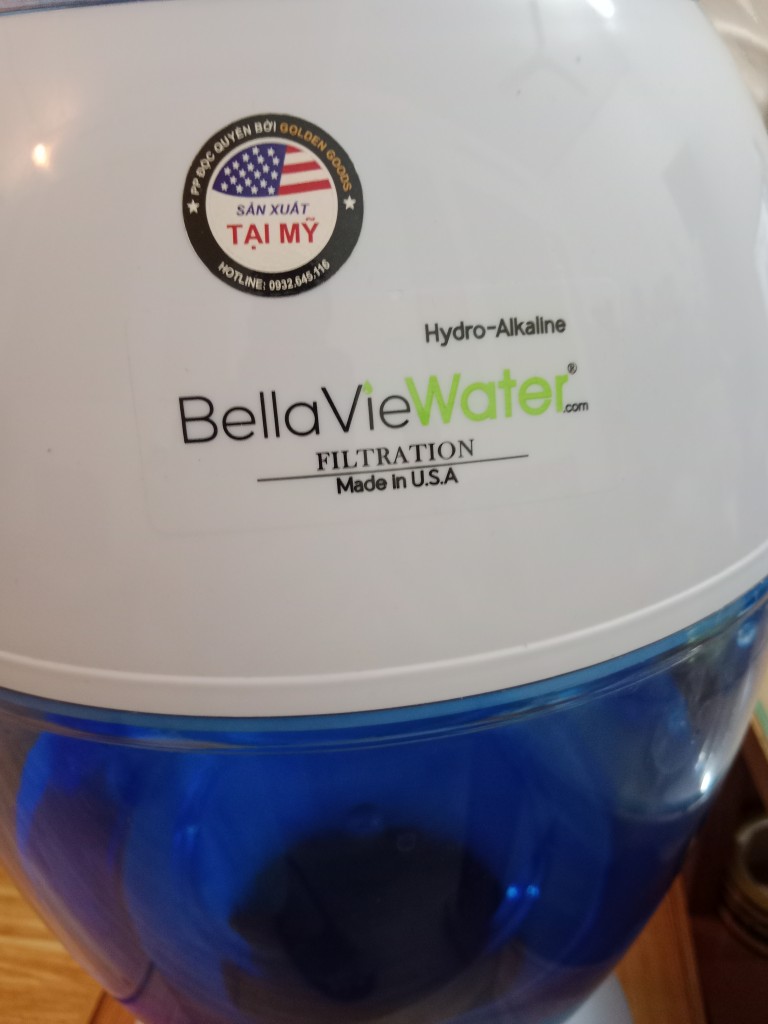 PP ĐỘC QUYỀN BỞI GOLDEN GOODS
SẢN XUẤT
TẠI MỸ
HOTLINE: 0932.645.116
Hydro-Alkaline
BellaVieWater®.com
FILTRATION
Made in U.S.A